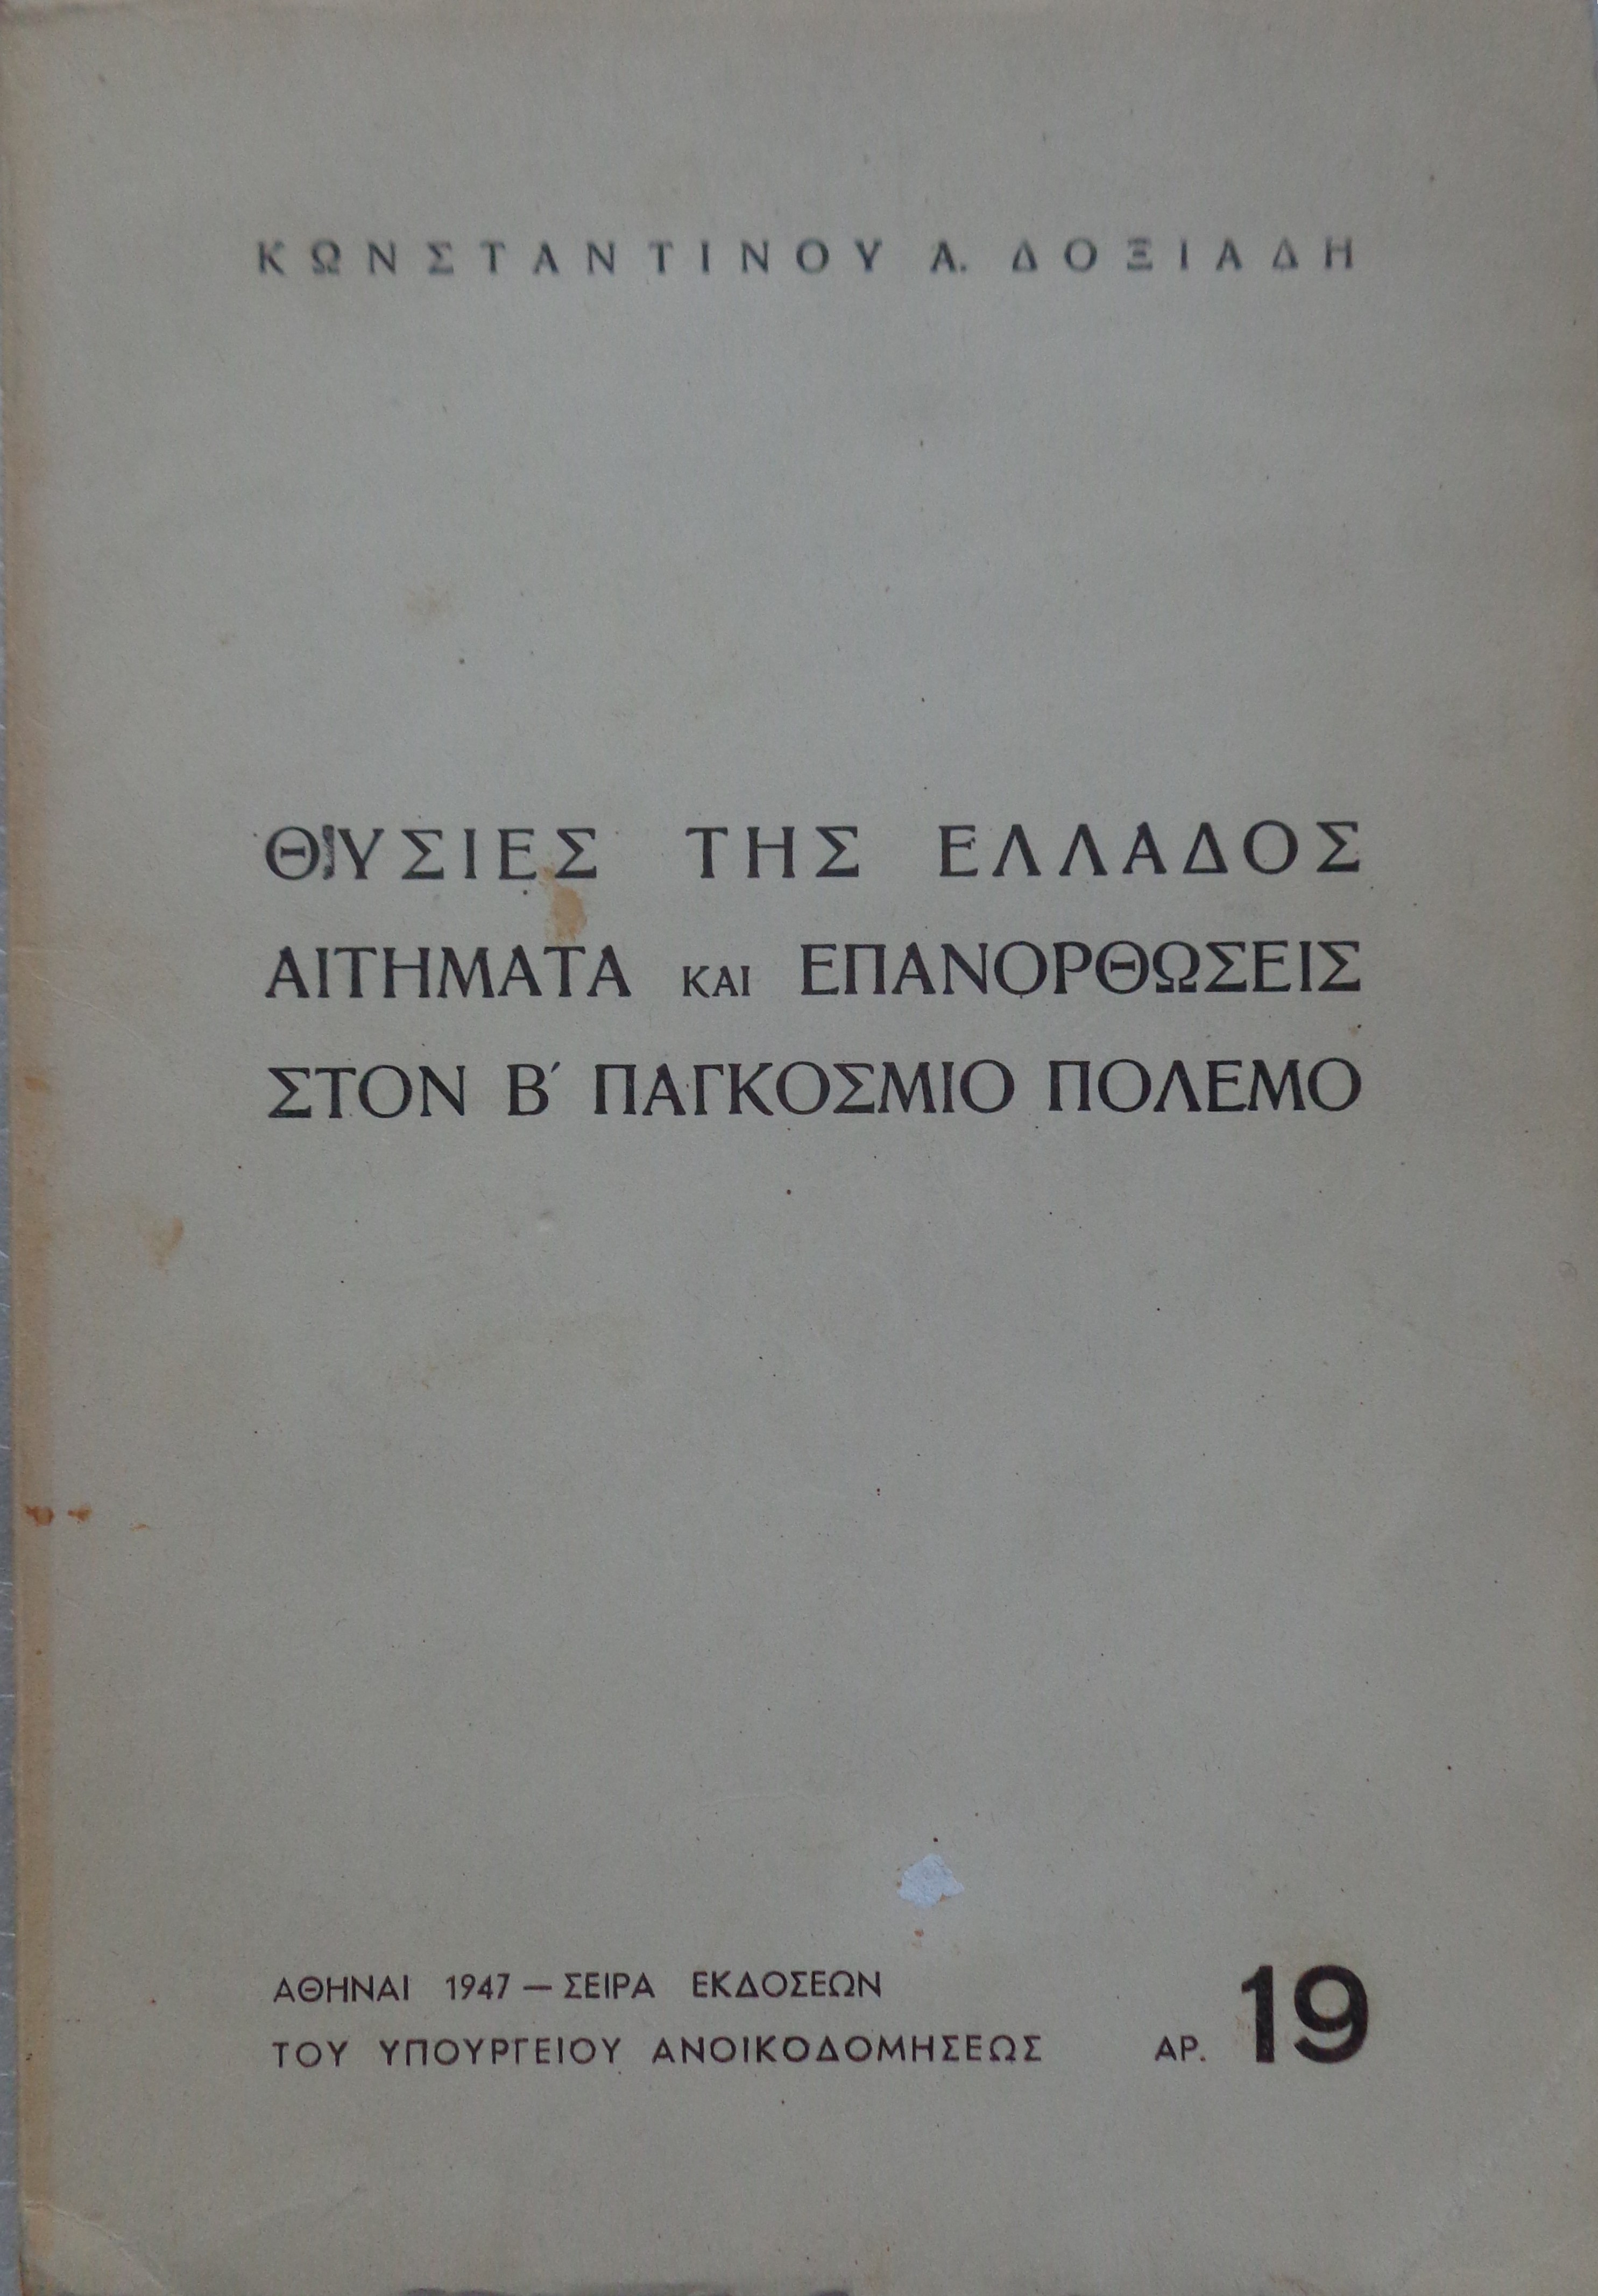 ΚΩΝΣΤΑΝΤΙΝΟΥ Α. ΔΟΞΙΑΔΗ
ΘΥΣΙΕΣ ΤΗΣ ΕΛΛΑΔΟΣ
ΑΙΤΗΜΑΤΑ ΚΑΙ ΕΠΑΝΟΡΘΩΣΕΙΣ
ΣΤΟΝ Β΄ ΠΑΓΚΟΣΜΙΟ ΠΟΛΕΜΟ
ΑΘΗΝΑΙ 1947 — ΣΕΙΡΑ ΕΚΔΟΣΕΩΝ
ΤΟΥ ΥΠΟΥΡΓΕΙΟΥ ΑΝΟΙΚΟΔΟΜΗΣΕΩΣ ΑΡ. 19